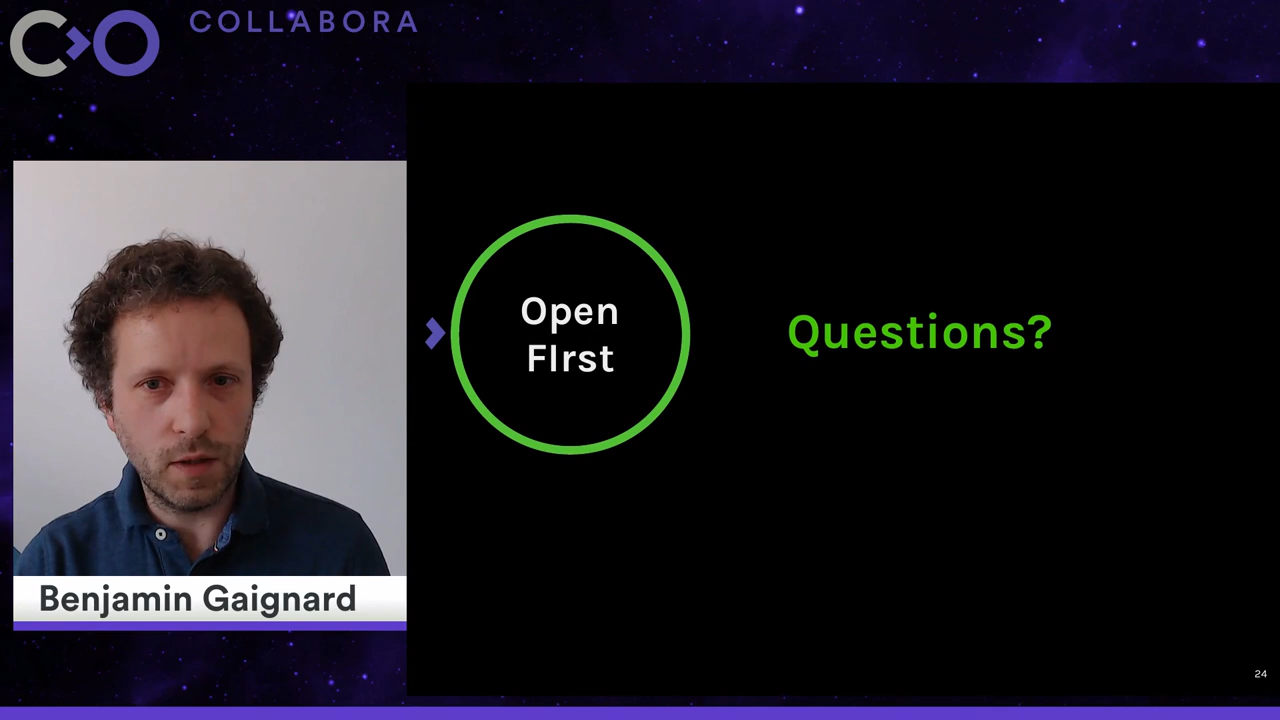 COLLABORA
Open
FIrst
Questions?
Benjamin Gaignard
24